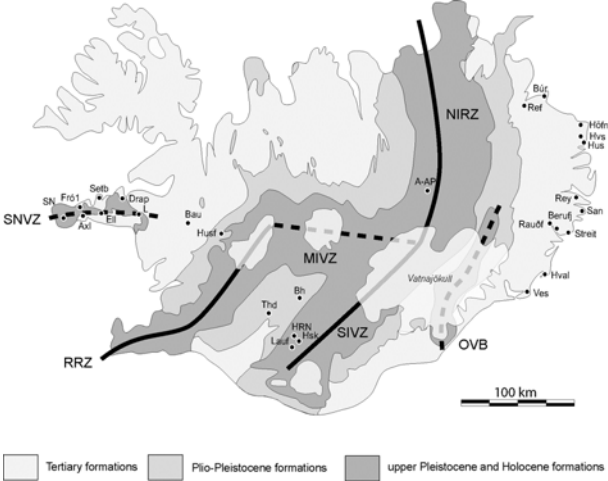 NIRZ
Búr
Ref
Höfn
Hvs
Hus
A-AP
Setb
Fró1
Drap
SN
L
SNVZ
Axl
Ell
Bau
Husf
Rey
San
Beruf
Rauðf
Streit
MIVZ
Vatnajökull
Hval
Ves
Bh
Thd
HRN
Hsk
Lauf
SIVZ
OVB
RRZ
100 km
Tertiary formations
Plio-Pleistocene formations
upper Pleistocene and Holocene formations